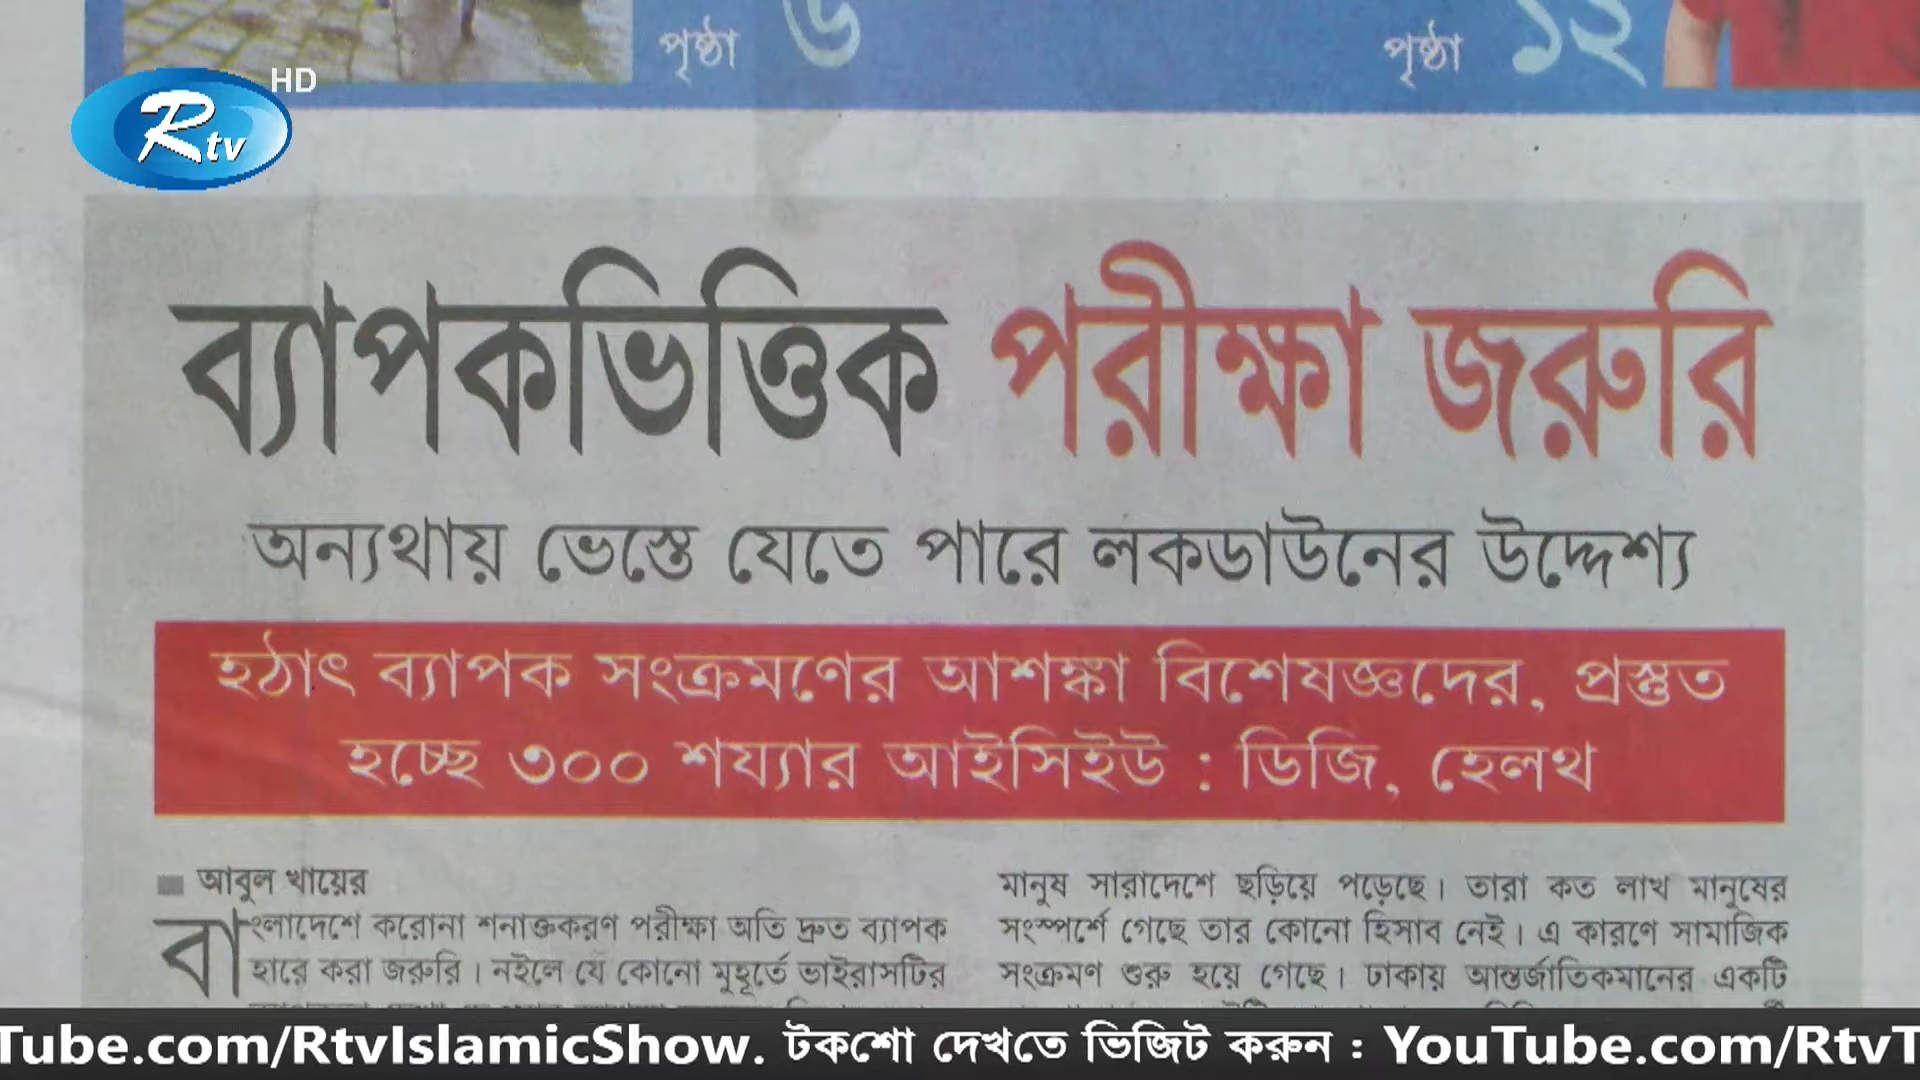 পৃষ্ঠা ৬
পৃষ্ঠা ১২
Rtv HD
ব্যাপকভিত্তিক পরীক্ষা জরুরি
অন্যথায় ভেস্তে যেতে পারে লকডাউনের উদ্দেশ্য
হঠাৎ ব্যাপক সংক্রমণের আশঙ্কা বিশেষজ্ঞদের, প্রস্তুত
হচ্ছে ৩০০ শয্যার আইসিইউ : ডিজি, হেলথ
আবুল খায়ের
বাংলাদেশে করোনা শনাক্তকরণ পরীক্ষা অতি দ্রুত ব্যাপক
হারে করা জরুরি। নইলে যে কোনো মুহূর্তে ভাইরাসটির
মানুষ সারাদেশে ছড়িয়ে পড়েছে। তারা কত লাখ মানুষের
সংস্পর্শে গেছে তার কোনো হিসাব নেই। এ কারণে সামাজিক
সংক্রমণ শুরু হয়ে গেছে। ঢাকায় আন্তর্জাতিকমানের একটি
Tube.com/RtvIslamicShow. টকশো দেখতে ভিজিট করুন : YouTube.com/RtvT